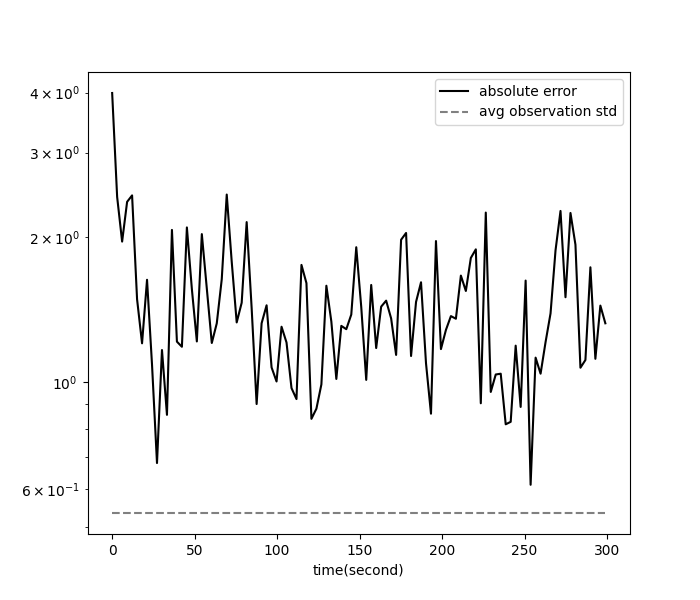 absolute error
avg observation std
4 × 10⁰
3 × 10⁰
2 × 10⁰
10⁰
6 × 10⁻¹
0 50 100 150 200 250 300
time(second)